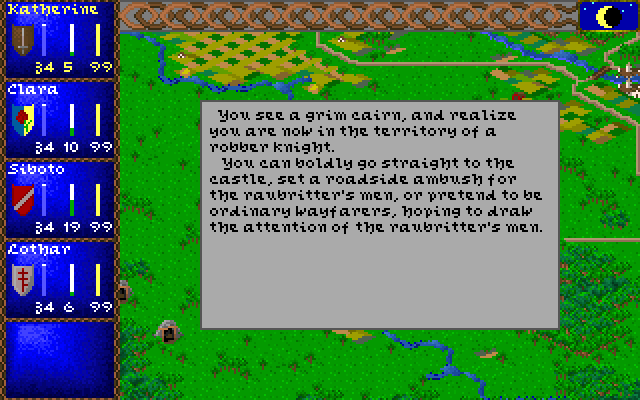 Katherine
34 5 99
Clara
34 10 99
Siboto
34 19 99
Lothar
34 6 99
You see a grim cairn, and realize
you are now in the territory of a
robber knight.
You can boldly go straight to the
castle, set a roadside ambush for
the raubritter's men, or pretend to be
ordinary wayfarers, hoping to draw
the attention of the raubritter's men.